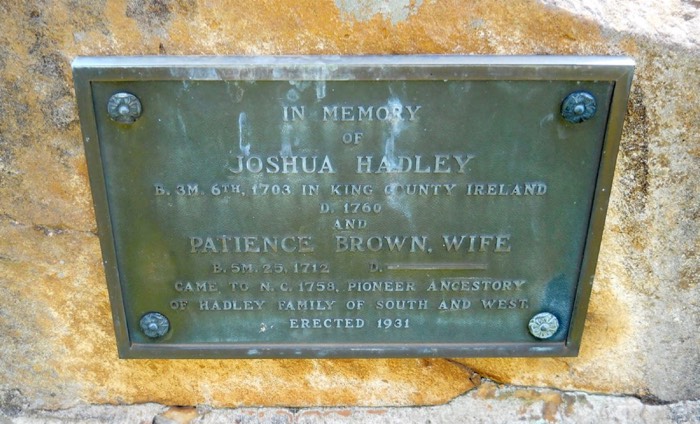 IN MEMORY
OF
JOSHUA HADLEY
B. 3M. 6TH, 1703 IN KING COUNTY IRELAND
D. 1760
AND
PATIENCE BROWN, WIFE
B. 5M. 25, 1712 D.
CAME TO N. C. 1758, PIONEER ANCESTORY
OF HADLEY FAMILY OF SOUTH AND WEST.
ERECTED 1931